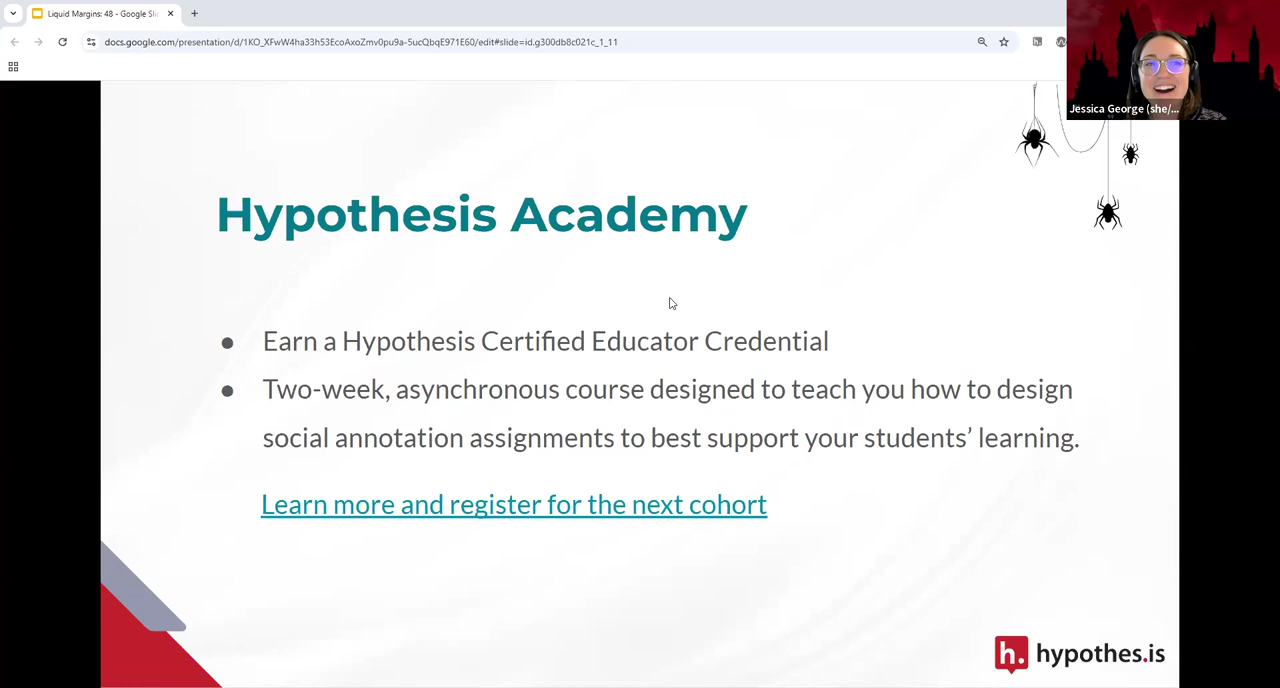 Liquid Margins: 48 - Google Sli
docs.google.com/presentation/d/1KO_XFwW4ha33h53EcoAxoZmv0pu9a-5ucQbqE971E60/edit#slide=id.g300db8c021c_1_11
Jessica George (she/...
Hypothesis Academy
● Earn a Hypothesis Certified Educator Credential
● Two-week, asynchronous course designed to teach you how to design
social annotation assignments to best support your students’ learning.
Learn more and register for the next cohort
h. hypothes.is